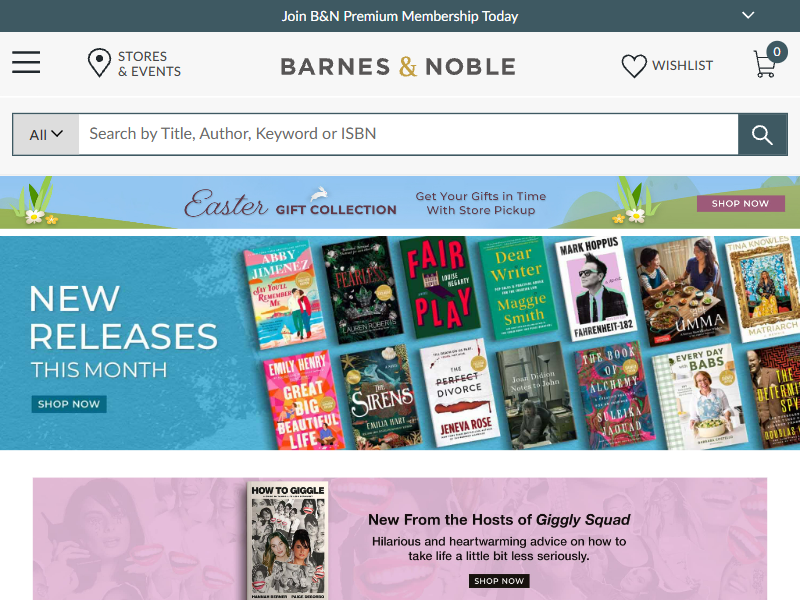 Join B&N Premium Membership Today
STORES
& EVENTS
BARNES & NOBLE
WISHLIST
0
All
Search by Title, Author, Keyword or ISBN
Easter GIFT COLLECTION
Get Your Gifts in Time
With Store Pickup
SHOP NOW
NEW
RELEASES
THIS MONTH
SHOP NOW
ABBY
JIMENEZ
SAY YOU'LL
REMEMBER
ME
FEARLESS
LAUREN ROBERTS
FAIR
LOUISE
HEGARTY
PLAY
Dear
Writer
Maggie
Smith
MARK HOPPUS
FAHRENHEIT-182
UMMA
TINA KNOWLES
MATRIARCH
EMILY HENRY
GREAT
BIG
BEAUTIFUL
LIFE
THE
SIRENS
EMILIA HART
THE
PERFECT
DIVORCE
JENEVA ROSE
Joan Didion
Notes to John
THE BOOK
OF
ALCHEMY
SULEIKA
JAOUAD
EVERY DAY
with
BABS
THE
HOW TO GIGGLE
HANNAH BERNER PAIGE DESORBO
New From the Hosts of Giggly Squad
Hilarious and heartwarming advice on how to
take life a little bit less seriously.
SHOP NOW